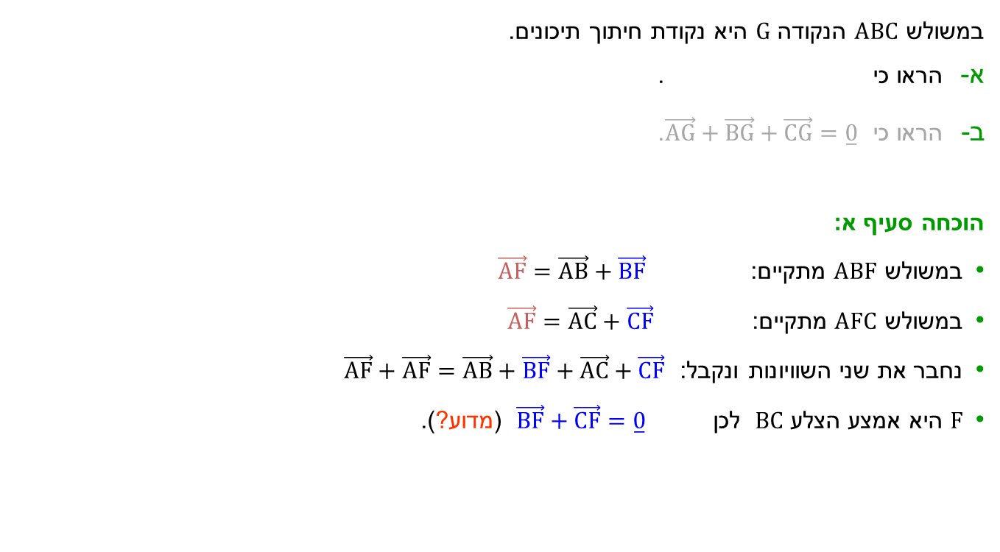 במשולש ABC הנקודה G היא נקודת חיתוך תיכונים.
א- הראו כי .
ב- הראו כי $\overrightarrow{AG} + \overrightarrow{BG} + \overrightarrow{CG} = \underline{0}$.
הוכחה סעיף א:
• במשולש ABF מתקיים: $\overrightarrow{AF} = \overrightarrow{AB} + \overrightarrow{BF}$
• במשולש AFC מתקיים: $\overrightarrow{AF} = \overrightarrow{AC} + \overrightarrow{CF}$
• נחבר את שני השוויונות ונקבל: $\overrightarrow{AF} + \overrightarrow{AF} = \overrightarrow{AB} + \overrightarrow{BF} + \overrightarrow{AC} + \overrightarrow{CF}$
• F היא אמצע הצלע BC לכן $\overrightarrow{BF} + \overrightarrow{CF} = \underline{0}$ (מדוע?).